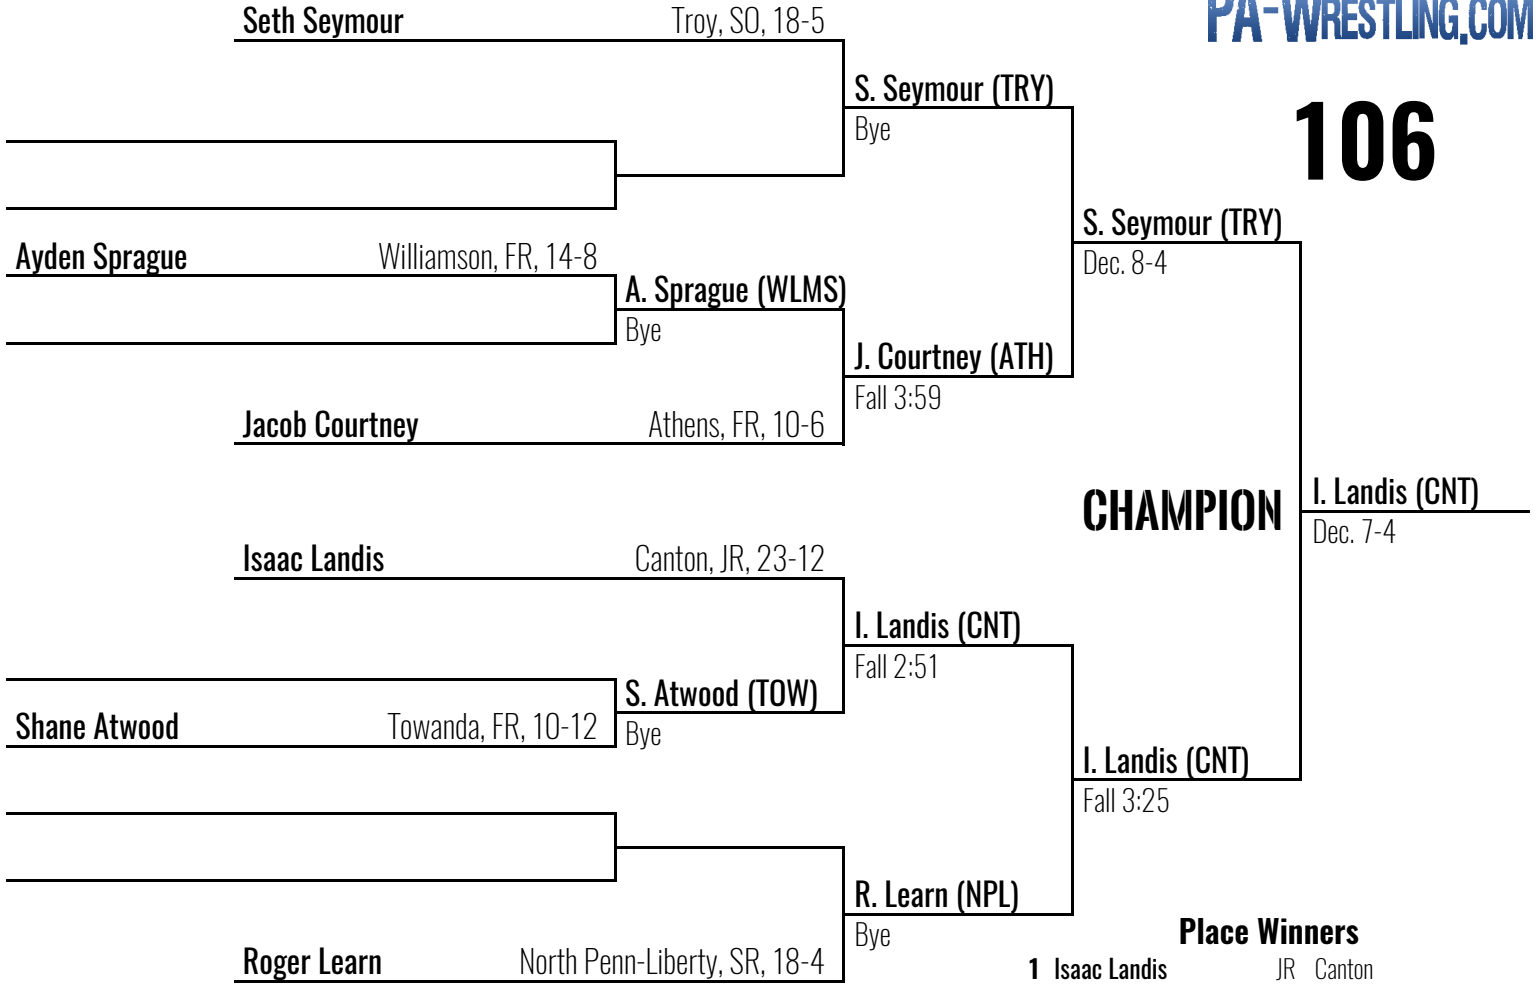 Seth Seymour Troy, SO, 18-5
PA-WRESTLING.COM
S. Seymour (TRY)
Bye
106
S. Seymour (TRY)
Dec. 8-4
Ayden Sprague Williamson, FR, 14-8
A. Sprague (WLMS)
Bye
J. Courtney (ATH)
Fall 3:59
Jacob Courtney Athens, FR, 10-6
CHAMPION
I. Landis (CNT)
Dec. 7-4
Isaac Landis Canton, JR, 23-12
I. Landis (CNT)
Fall 2:51
S. Atwood (TOW)
Bye
Shane Atwood Towanda, FR, 10-12
I. Landis (CNT)
Fall 3:25
R. Learn (NPL)
Bye
Roger Learn North Penn-Liberty, SR, 18-4
Place Winners
1 Isaac Landis JR Canton